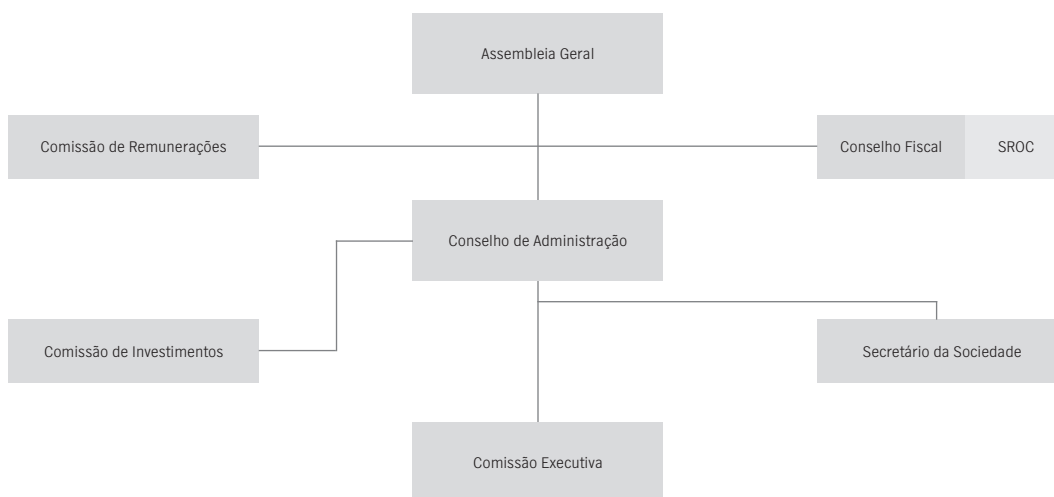 Assembleia Geral
Comissão de Remunerações
Conselho Fiscal
SROC
Conselho de Administração
Comissão de Investimentos
Secretário da Sociedade
Comissão Executiva